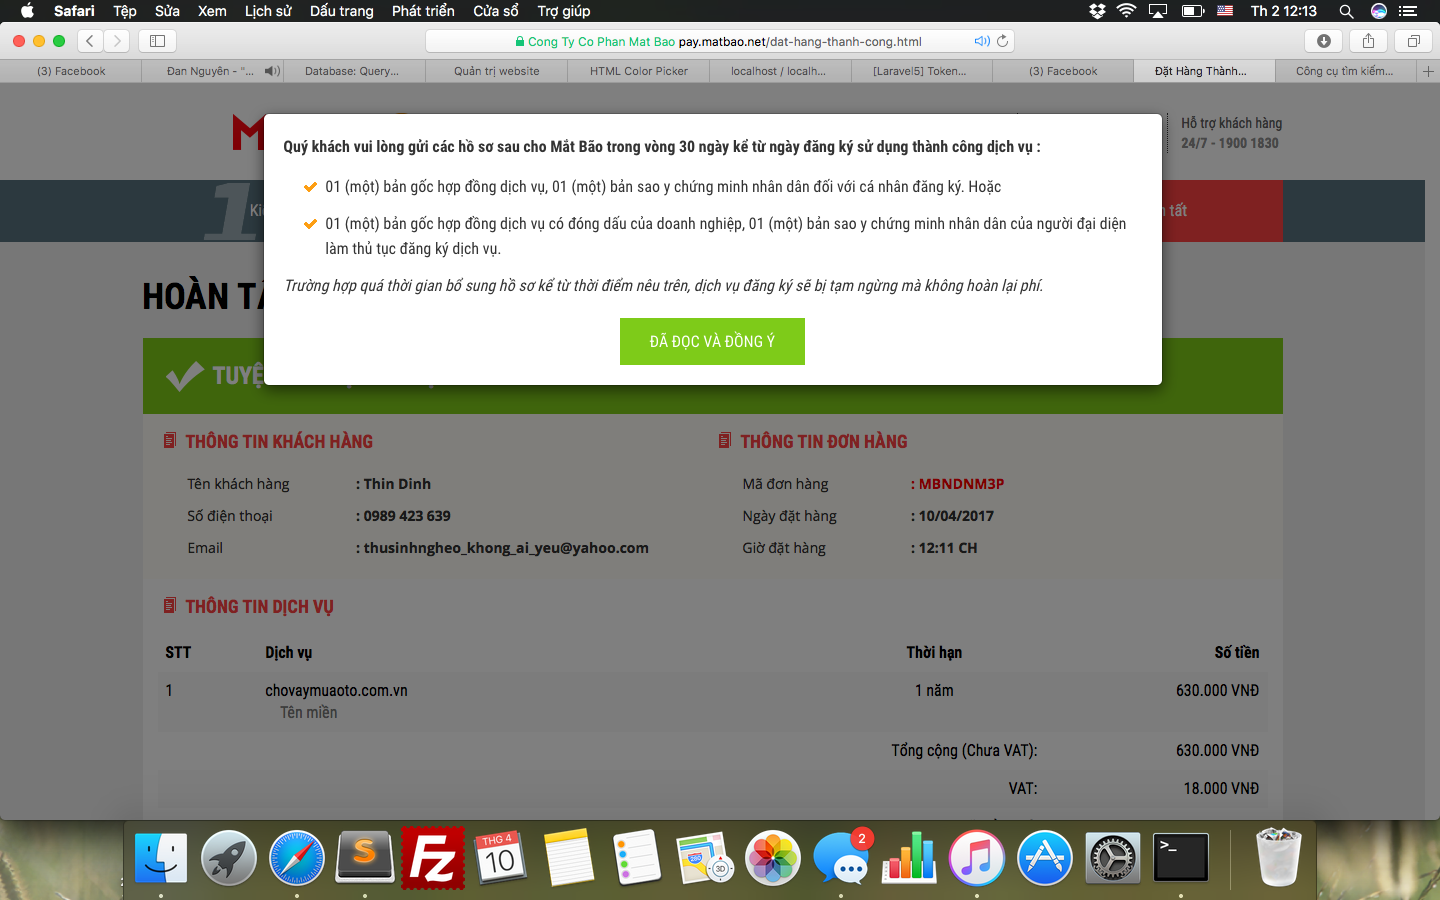 Safari Tệp Sửa Xem Lịch sử Dấu trang Phát triển Cửa sổ Trợ giúp Th 2 12:13
Cong Ty Co Phan Mat Bao pay.matbao.net/dat-hang-thanh-cong.html
(3) Facebook Đan Nguyên - "... Database: Query... Quản trị website HTML Color Picker localhost / localh... [Laravel5] Token... (3) Facebook Đặt Hàng Thành... Công cụ tìm kiếm...
M
Hỗ trợ khách hàng
24/7 - 1900 1830
Quý khách vui lòng gửi các hồ sơ sau cho Mắt Bão trong vòng 30 ngày kể từ ngày đăng ký sử dụng thành công dịch vụ :
01 (một) bản gốc hợp đồng dịch vụ, 01 (một) bản sao y chứng minh nhân dân đối với cá nhân đăng ký. Hoặc
01 (một) bản gốc hợp đồng dịch vụ có đóng dấu của doanh nghiệp, 01 (một) bản sao y chứng minh nhân dân của người đại diện
làm thủ tục đăng ký dịch vụ.
Trường hợp quá thời gian bổ sung hồ sơ kể từ thời điểm nêu trên, dịch vụ đăng ký sẽ bị tạm ngừng mà không hoàn lại phí.
ĐÃ ĐỌC VÀ ĐỒNG Ý
1
tất
HOÀN
THÔNG TIN KHÁCH HÀNG
Tên khách hàng : Thin Dinh
Số điện thoại : 0989 423 639
Email : thusinhngheo_khong_ai_yeu@yahoo.com
THÔNG TIN ĐƠN HÀNG
Mã đơn hàng : MBNDNM3P
Ngày đặt hàng : 10/04/2017
Giờ đặt hàng : 12:11 CH
THÔNG TIN DỊCH VỤ
STT Dịch vụ Thời hạn Số tiền
1 chovaymuaoto.com.vn 1 năm 630.000 VNĐ
Tên miền
Tổng cộng (Chưa VAT): 630.000 VNĐ
VAT: 18.000 VNĐ
S
FZ
THG 4
10
280
3D
2
>_